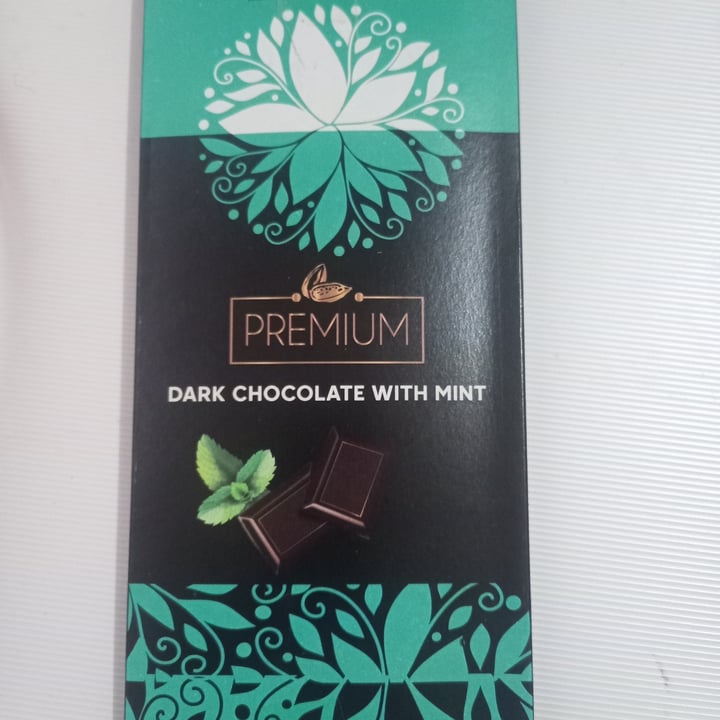 PREMIUM
DARK CHOCOLATE WITH MINT